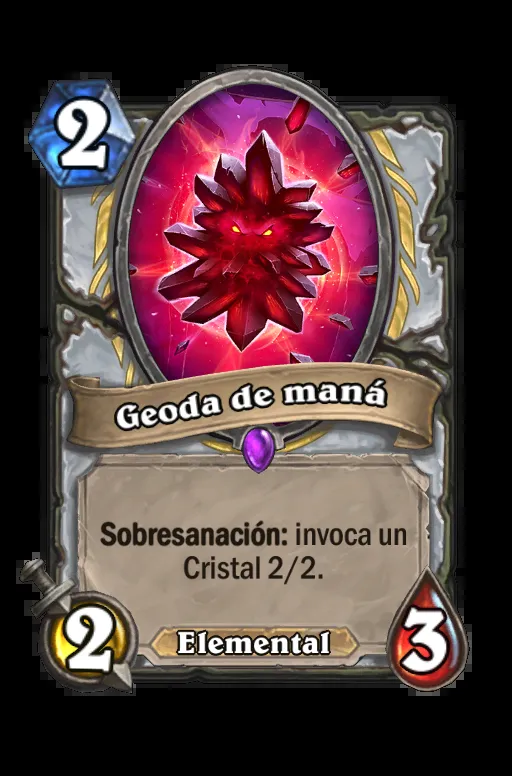 2
Geoda de maná
Sobresanación: invoca un
Cristal 2/2.
2
Elemental
3